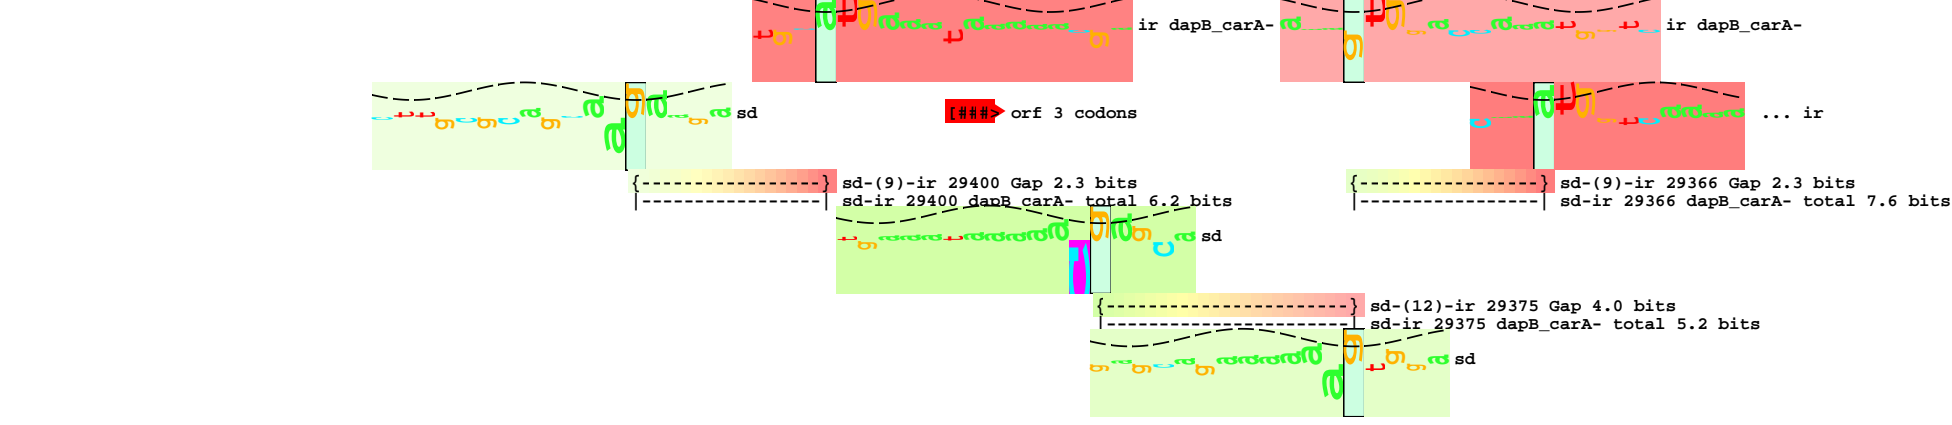 ir dapB_carA-
ir dapB_carA-
sd
[###> orf 3 codons
... ir
{-----------------} sd-(9)-ir 29400 Gap 2.3 bits
{----------------} sd-(9)-ir 29366 Gap 2.3 bits
|-----------------| sd-ir 29400 dapB_carA- total 6.2 bits
|----------------| sd-ir 29366 dapB_carA- total 7.6 bits
sd
{-----------------------} sd-(12)-ir 29375 Gap 4.0 bits
|-----------------------| sd-ir 29375 dapB_carA- total 5.2 bits
sd